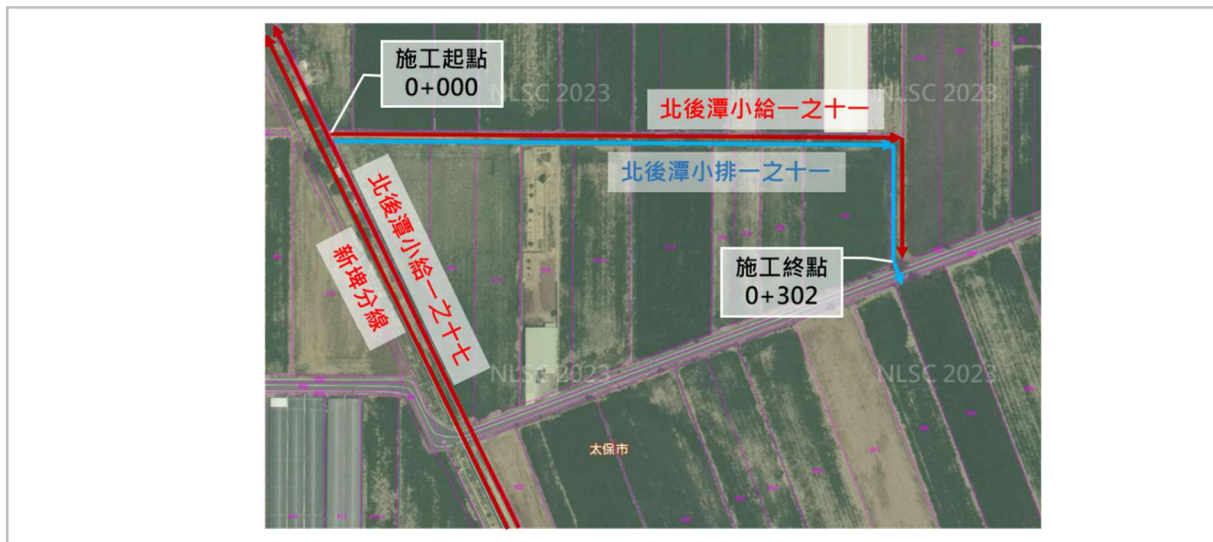 施工起點
0+000
NLSC 2023
NLSC 2023
北後潭小給一之十一
北後潭小排一之十一
北後潭小給一之十七
新埤分線
施工終點
0+302
NLSC 2023
NLSC 2023
太保市